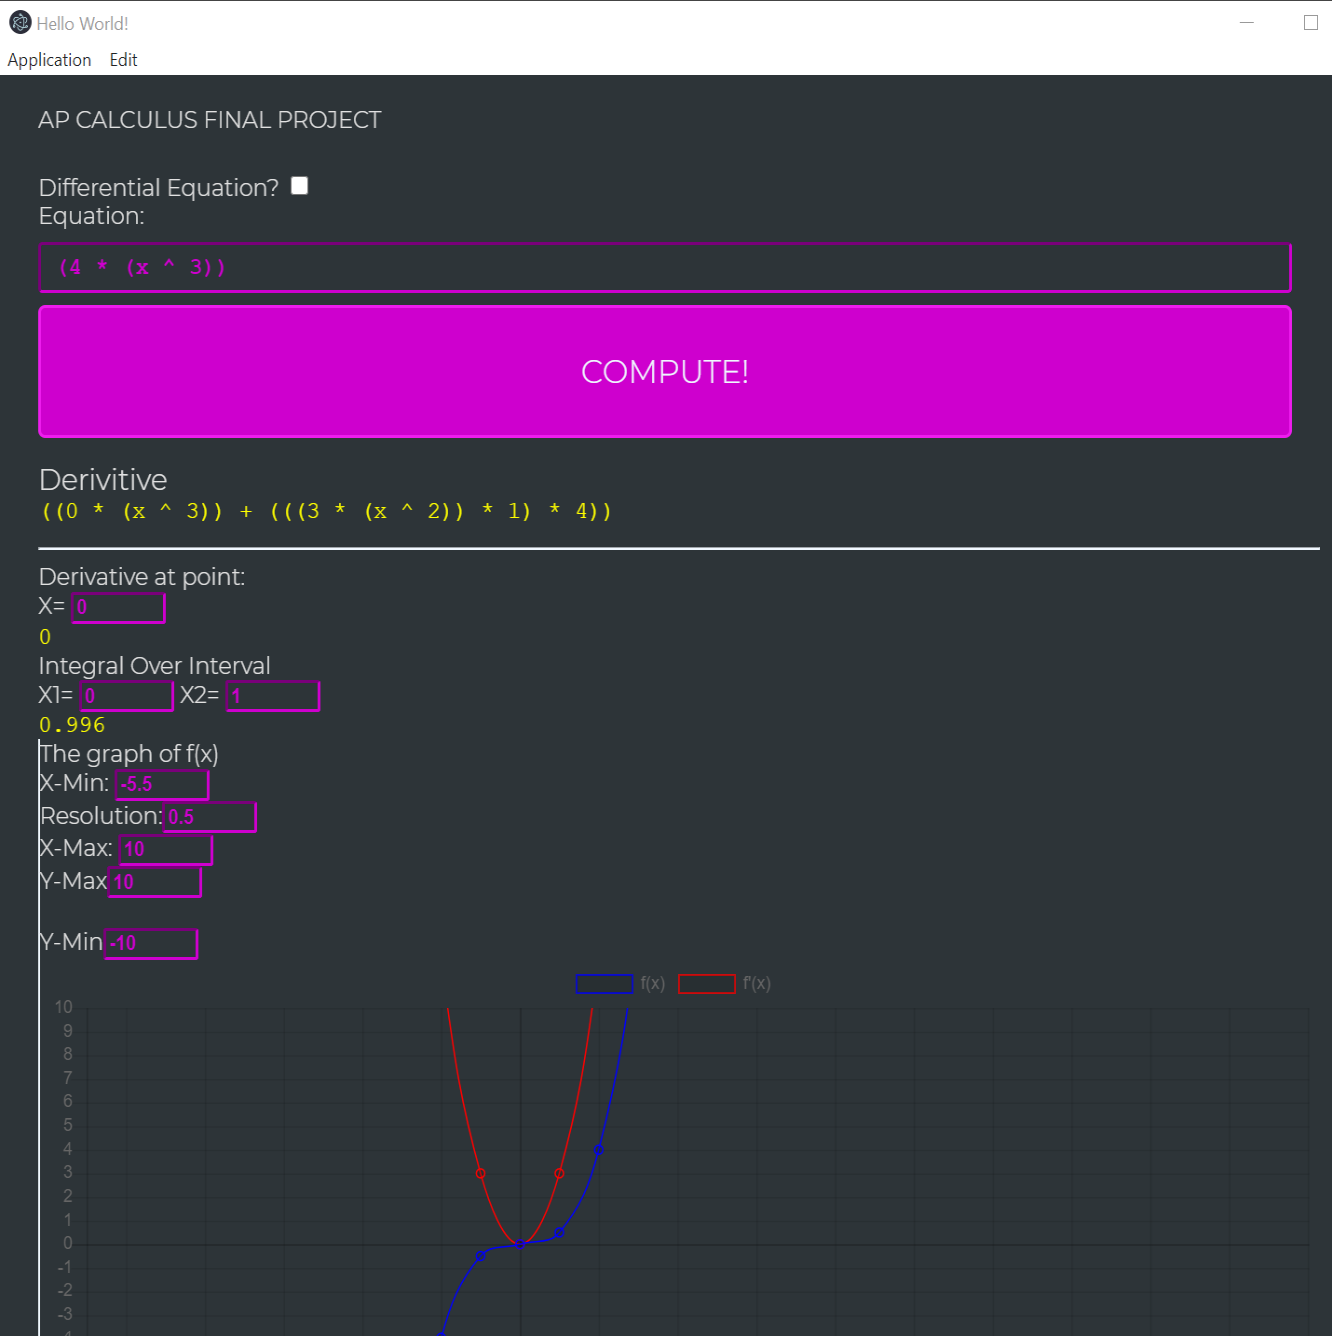 Hello World!
Application Edit
AP CALCULUS FINAL PROJECT
Differential Equation?
Equation:
(4 * (x ^ 3))
COMPUTE!
Derivitive
((0 * (x ^ 3)) + (((3 * (x ^ 2)) * 1) * 4))
Derivative at point:
X= 0
0
Integral Over Interval
X1= 0 X2= 1
0.996
The graph of f(x)
X-Min: -5.5
Resolution: 0.5
X-Max: 10
Y-Max 10
Y-Min -10
f(x) f'(x)
10
9
8
7
6
5
4
3
2
1
0
-1
-2
-3